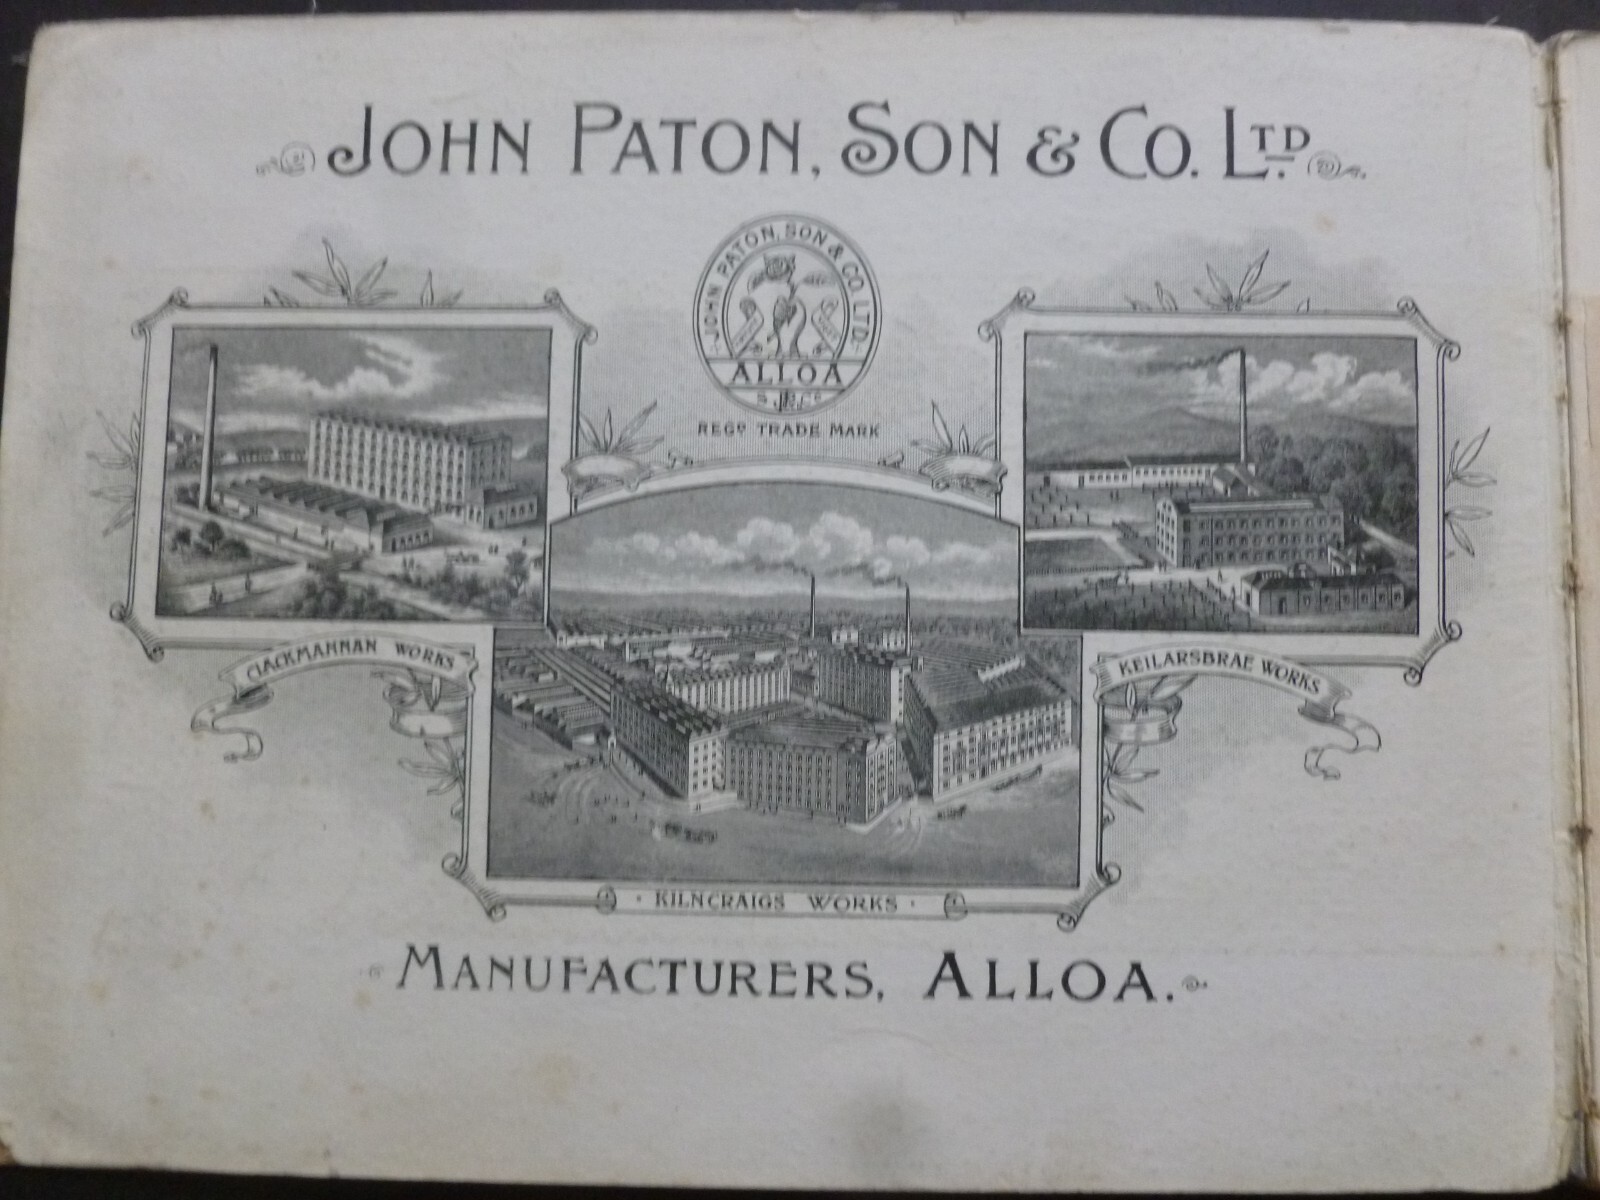 JOHN PATON, SON & CO. LTD.
JOHN PATON, SON & CO. LTD.
ALLOA
REGD TRADE MARK
CLACKMANNAN WORKS
KEILARSBRAE WORKS
· KILNCRAIGS WORKS ·
MANUFACTURERS, ALLOA.